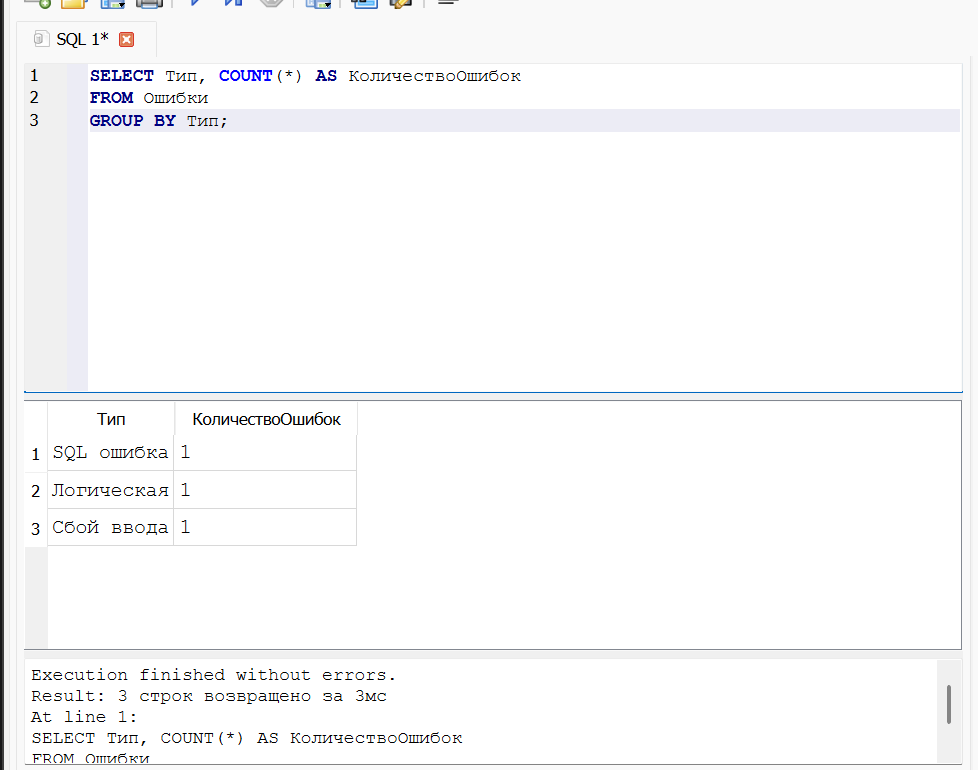 SQL 1*
1 SELECT Тип, COUNT(*) AS КоличествоОшибок
2 FROM Ошибки
3 GROUP BY Тип;
Тип КоличествоОшибок
1 SQL ошибка 1
2 Логическая 1
3 Сбой ввода 1
Execution finished without errors.
Result: 3 строк возвращено за 3мс
At line 1:
SELECT Тип, COUNT(*) AS КоличествоОшибок
FROM Ошибки